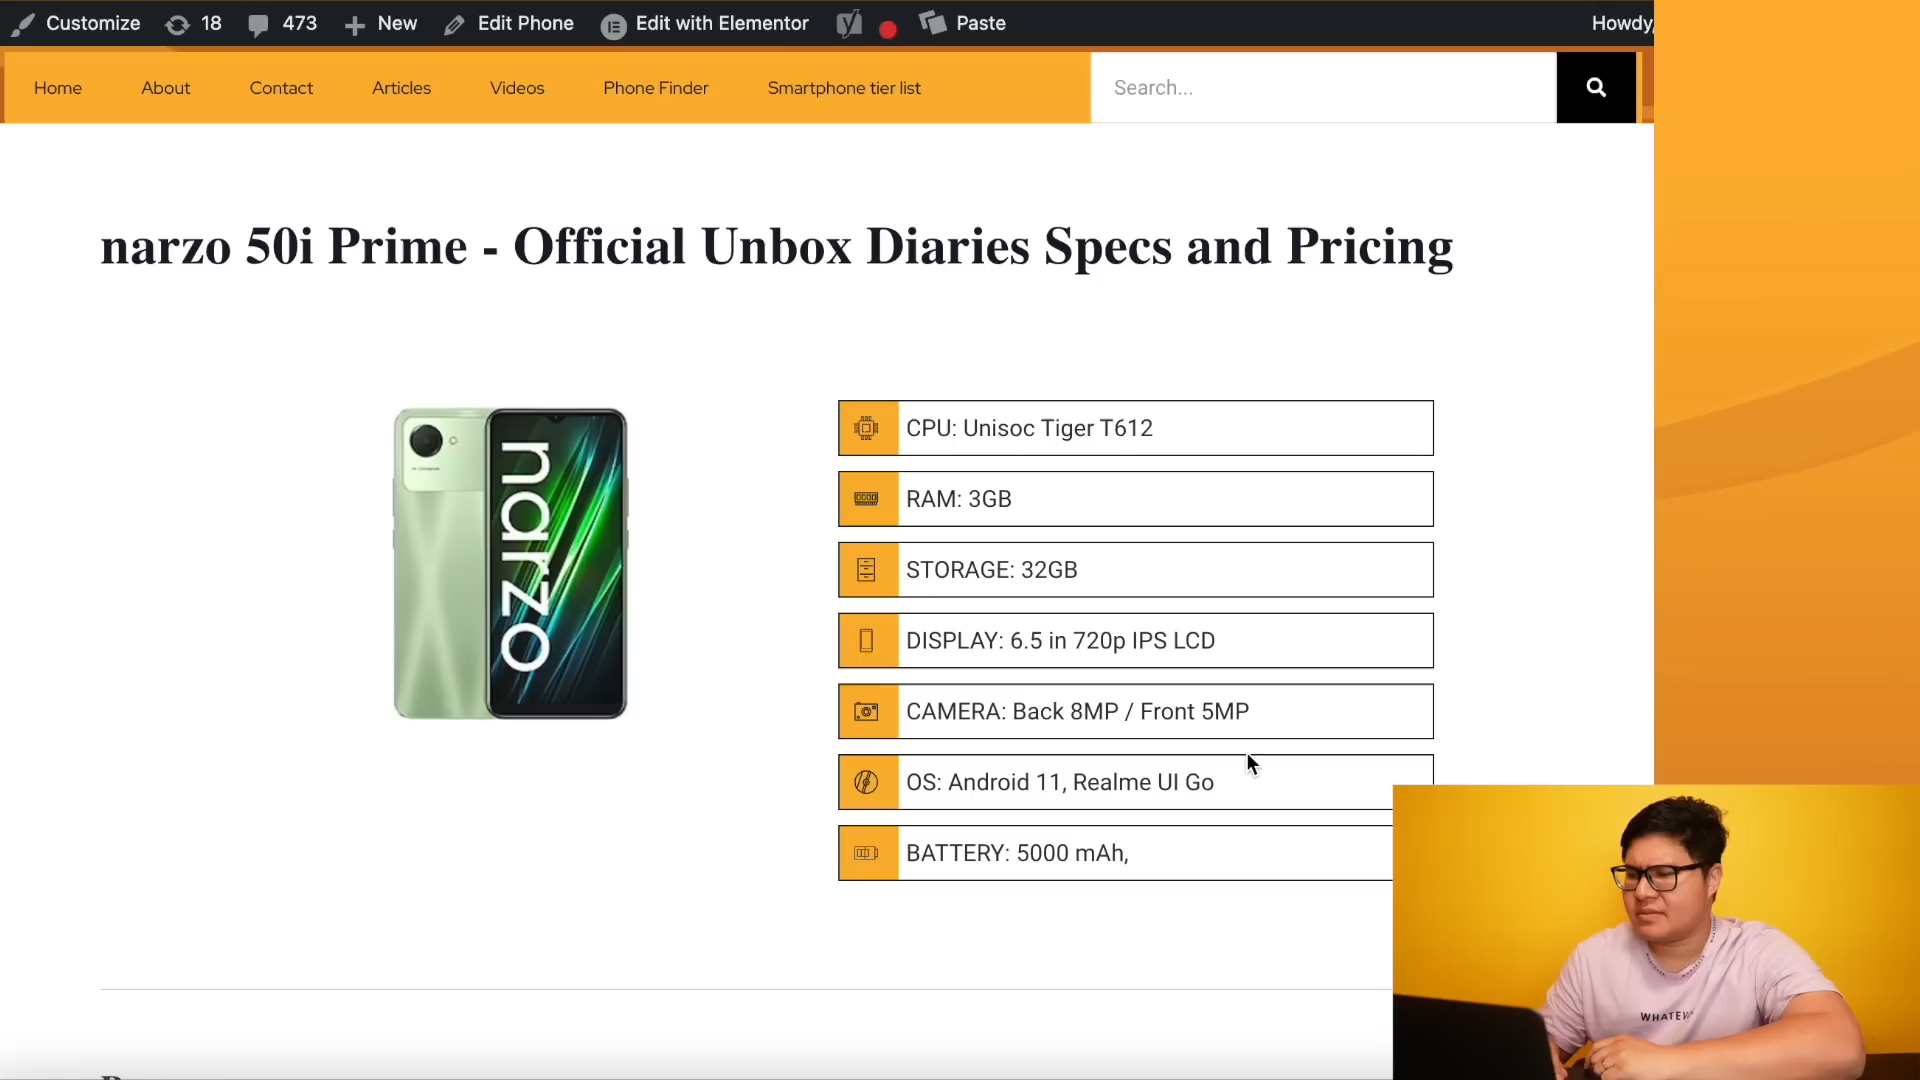 Customize 18 473 New Edit Phone Edit with Elementor Paste Howdy,
Home About Contact Articles Videos Phone Finder Smartphone tier list Search...
narzo 50i Prime - Official Unbox Diaries Specs and Pricing
narzo
CPU: Unisoc Tiger T612
RAM: 3GB
STORAGE: 32GB
DISPLAY: 6.5 in 720p IPS LCD
CAMERA: Back 8MP / Front 5MP
OS: Android 11, Realme UI Go
BATTERY: 5000 mAh,